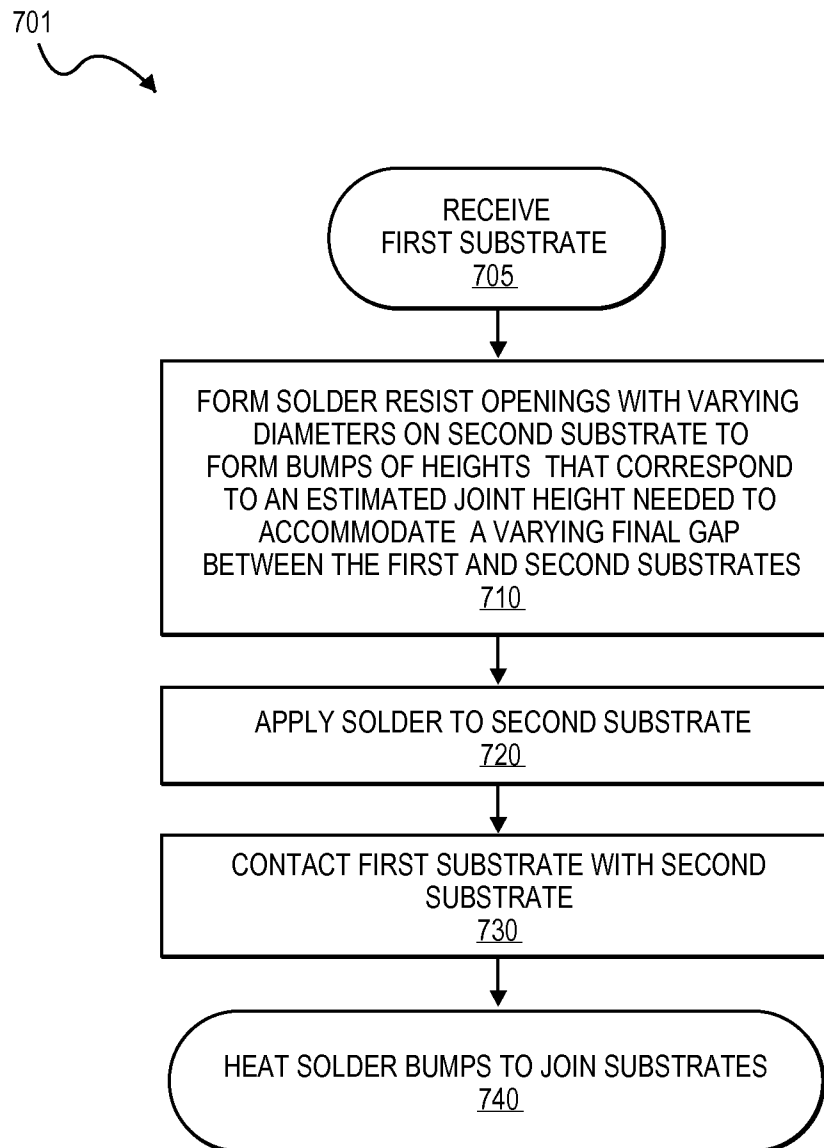 701
RECEIVE
FIRST SUBSTRATE
705
FORM SOLDER RESIST OPENINGS WITH VARYING
DIAMETERS ON SECOND SUBSTRATE TO
FORM BUMPS OF HEIGHTS THAT CORRESPOND
TO AN ESTIMATED JOINT HEIGHT NEEDED TO
ACCOMMODATE A VARYING FINAL GAP
BETWEEN THE FIRST AND SECOND SUBSTRATES
710
APPLY SOLDER TO SECOND SUBSTRATE
720
CONTACT FIRST SUBSTRATE WITH SECOND
SUBSTRATE
730
HEAT SOLDER BUMPS TO JOIN SUBSTRATES
740